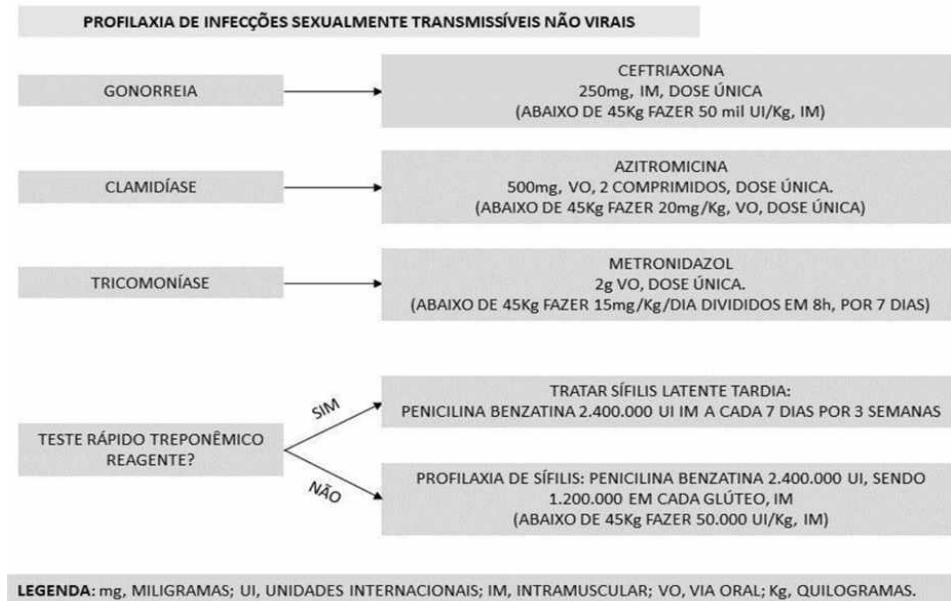 PROFILAXIA DE INFECÇÕES SEXUALMENTE TRANSMISSÍVEIS NÃO VIRAIS
GONORREIA
CEFTRIAXONA
250mg, IM, DOSE ÚNICA
(ABAIXO DE 45Kg FAZER 50 mil UI/Kg, IM)
CLAMIDÍASE
AZITROMICINA
500mg, VO, 2 COMPRIMIDOS, DOSE ÚNICA.
(ABAIXO DE 45Kg FAZER 20mg/Kg, VO, DOSE ÚNICA)
TRICOMONÍASE
METRONIDAZOL
2g VO, DOSE ÚNICA.
(ABAIXO DE 45Kg FAZER 15mg/Kg/DIA DIVIDIDOS EM 8h, POR 7 DIAS)
TESTE RÁPIDO TREPONÊMICO
REAGENTE?
SIM
TRATAR SÍFILIS LATENTE TARDIA:
PENICILINA BENZATINA 2.400.000 UI IM A CADA 7 DIAS POR 3 SEMANAS
NÃO
PROFILAXIA DE SÍFILIS: PENICILINA BENZATINA 2.400.000 UI, SENDO
1.200.000 EM CADA GLÚTEO, IM
(ABAIXO DE 45Kg FAZER 50.000 UI/Kg, IM)
LEGENDA: mg, MILIGRAMAS; UI, UNIDADES INTERNACIONAIS; IM, INTRAMUSCULAR; VO, VIA ORAL; Kg, QUILOGRAMAS.